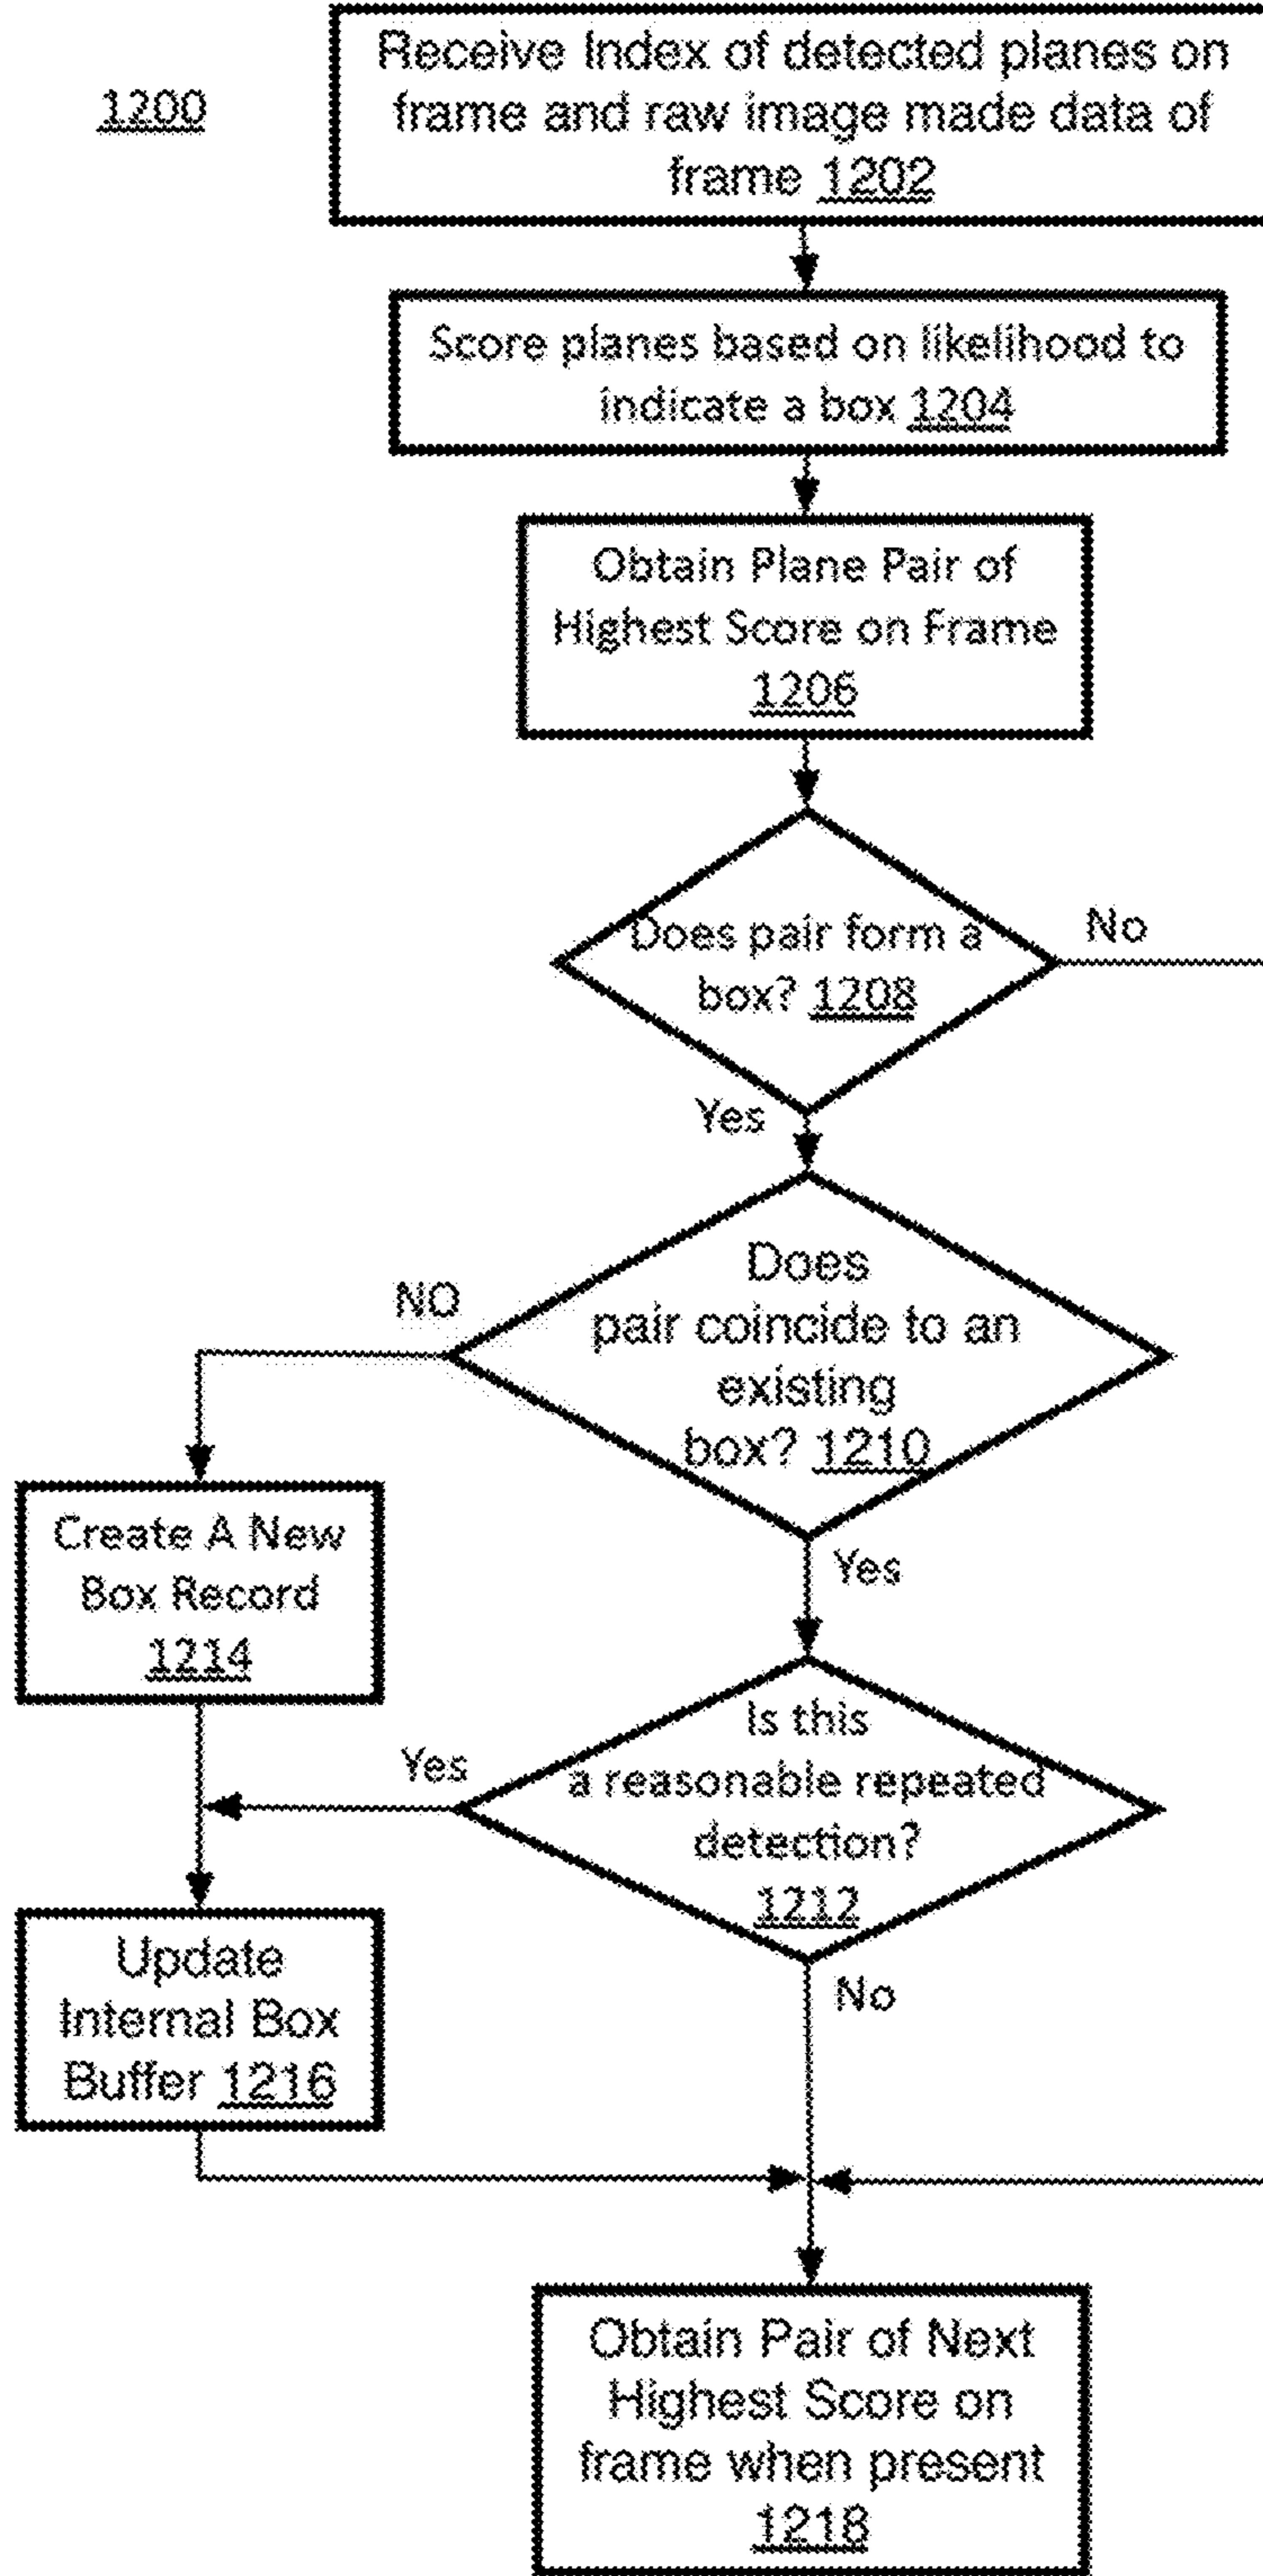 1200
Receive Index of detected planes on
frame and raw image made data of
frame 1202
Score planes based on likelihood to
indicate a box 1204
Obtain Plane Pair of
Highest Score on Frame
1206
Does pair form a
box? 1208
No
Yes
Does
pair coincide to an
existing
box? 1210
NO
Yes
Create A New
Box Record
1214
Is this
a reasonable repeated
detection?
1212
Yes
No
Update
Internal Box
Buffer 1216
Obtain Pair of Next
Highest Score on
frame when present
1218